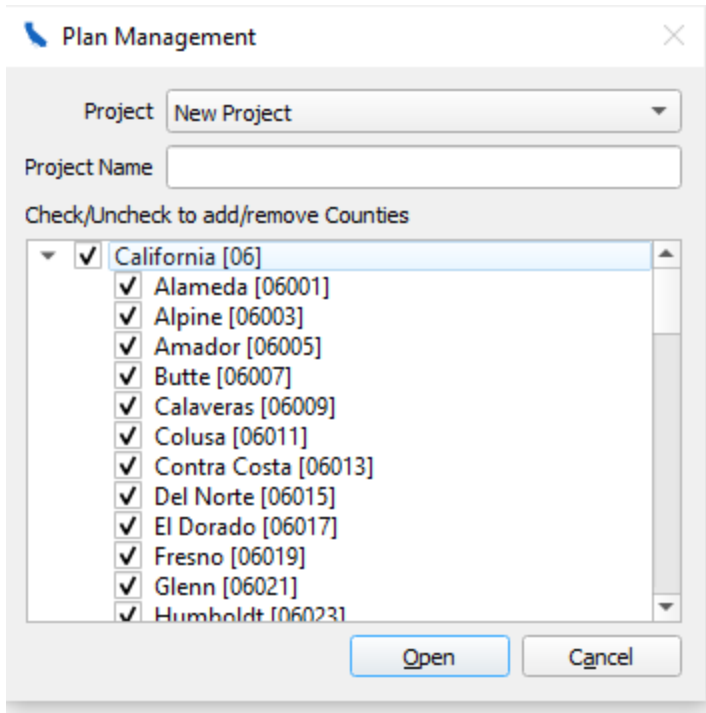 Plan Management
Project New Project
Project Name
Check/Uncheck to add/remove Counties
California [06]
Alameda [06001]
Alpine [06003]
Amador [06005]
Butte [06007]
Calaveras [06009]
Colusa [06011]
Contra Costa [06013]
Del Norte [06015]
El Dorado [06017]
Fresno [06019]
Glenn [06021]
Humboldt [06023]
Open Cancel